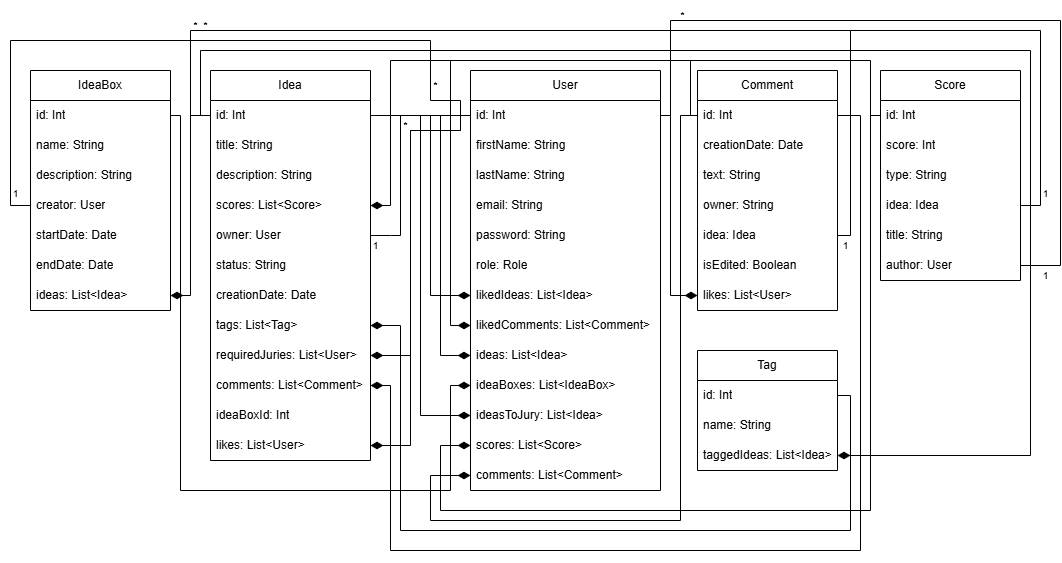 *
* *
IdeaBox
id: Int
name: String
description: String
creator: User
startDate: Date
endDate: Date
ideas: List<Idea>
1
Idea
id: Int
title: String
description: String
scores: List<Score>
owner: User
status: String
creationDate: Date
tags: List<Tag>
requiredJuries: List<User>
comments: List<Comment>
ideaBoxId: Int
likes: List<User>
1
*
*
User
id: Int
firstName: String
lastName: String
email: String
password: String
role: Role
likedIdeas: List<Idea>
likedComments: List<Comment>
ideas: List<Idea>
ideaBoxes: List<IdeaBox>
ideasToJury: List<Idea>
scores: List<Score>
comments: List<Comment>
Comment
id: Int
creationDate: Date
text: String
owner: String
idea: Idea
isEdited: Boolean
likes: List<User>
1
Tag
id: Int
name: String
taggedIdeas: List<Idea>
Score
id: Int
score: Int
type: String
idea: Idea
title: String
author: User
1
1